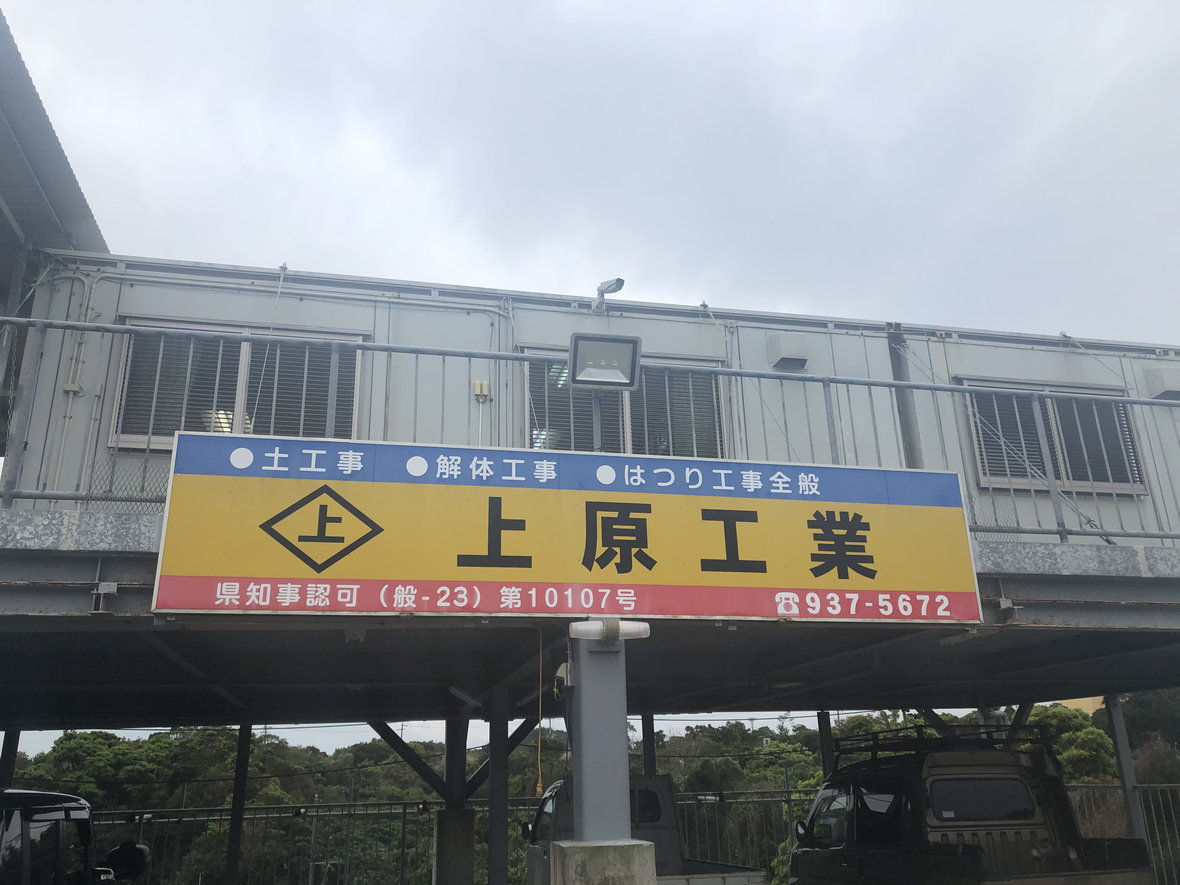 ●土工事 ●解体工事 ●はつり工事全般
上 上原工業
県知事認可（般-23）第10107号 ☎937-5672